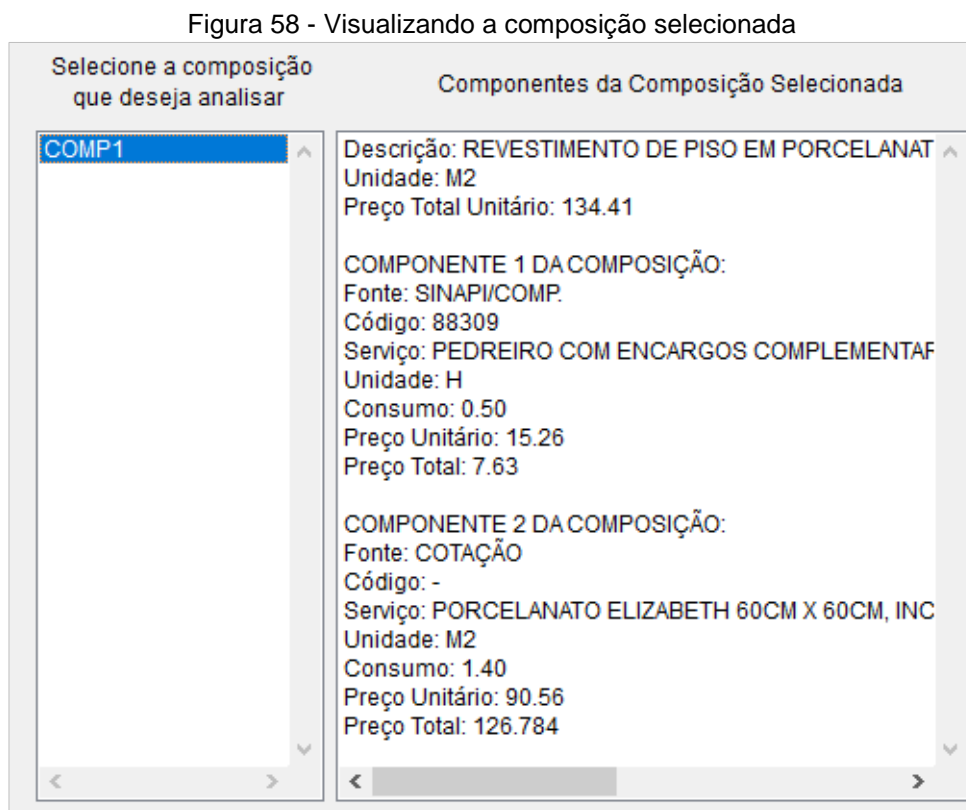 Figura 58 - Visualizando a composição selecionada
Selecione a composição
que deseja analisar
Componentes da Composição Selecionada
COMP1
Descrição: REVESTIMENTO DE PISO EM PORCELANAT
Unidade: M2
Preço Total Unitário: 134.41
COMPONENTE 1 DA COMPOSIÇÃO:
Fonte: SINAPI/COMP.
Código: 88309
Serviço: PEDREIRO COM ENCARGOS COMPLEMENTAR
Unidade: H
Consumo: 0.50
Preço Unitário: 15.26
Preço Total: 7.63
COMPONENTE 2 DA COMPOSIÇÃO:
Fonte: COTAÇÃO
Código: -
Serviço: PORCELANATO ELIZABETH 60CM X 60CM, INC
Unidade: M2
Consumo: 1.40
Preço Unitário: 90.56
Preço Total: 126.784